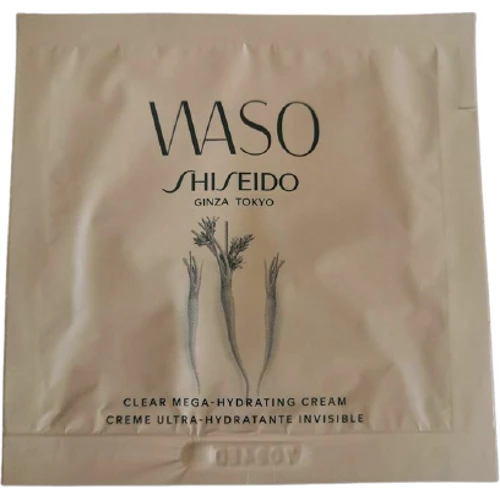 WASO
SHISEIDO
GINZA TOKYO
CLEAR MEGA-HYDRATING CREAM
CREME ULTRA-HYDRATANTE INVISIBLE